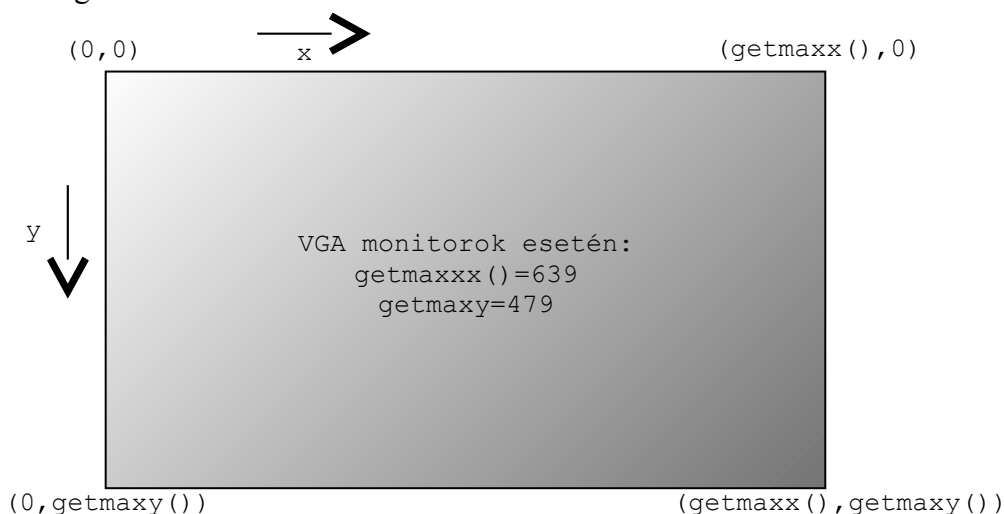 (0,0)
x
(getmaxx(),0)
y
VGA monitorok esetén:
getmaxxx()=639
getmaxy=479
(0,getmaxy())
(getmaxx(),getmaxy())